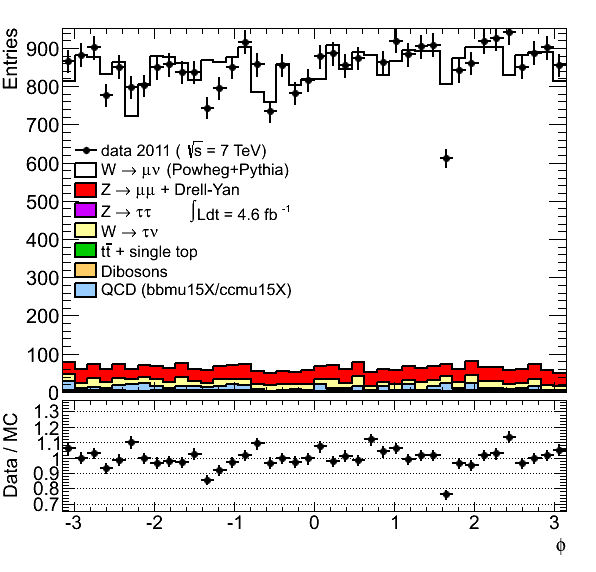 Entries
900
800
700
600
500
400
300
200
100
0
data 2011 ( √s = 7 TeV)
W → μν (Powheg+Pythia)
Z → μμ + Drell-Yan
Z → ττ ∫Ldt = 4.6 fb -1
W → τν
tt̅ + single top
Dibosons
QCD (bbmu15X/ccmu15X)
Data / MC
1.3
1.2
1.1
1
0.9
0.8
0.7
-3 -2 -1 0 1 2 3
ϕ